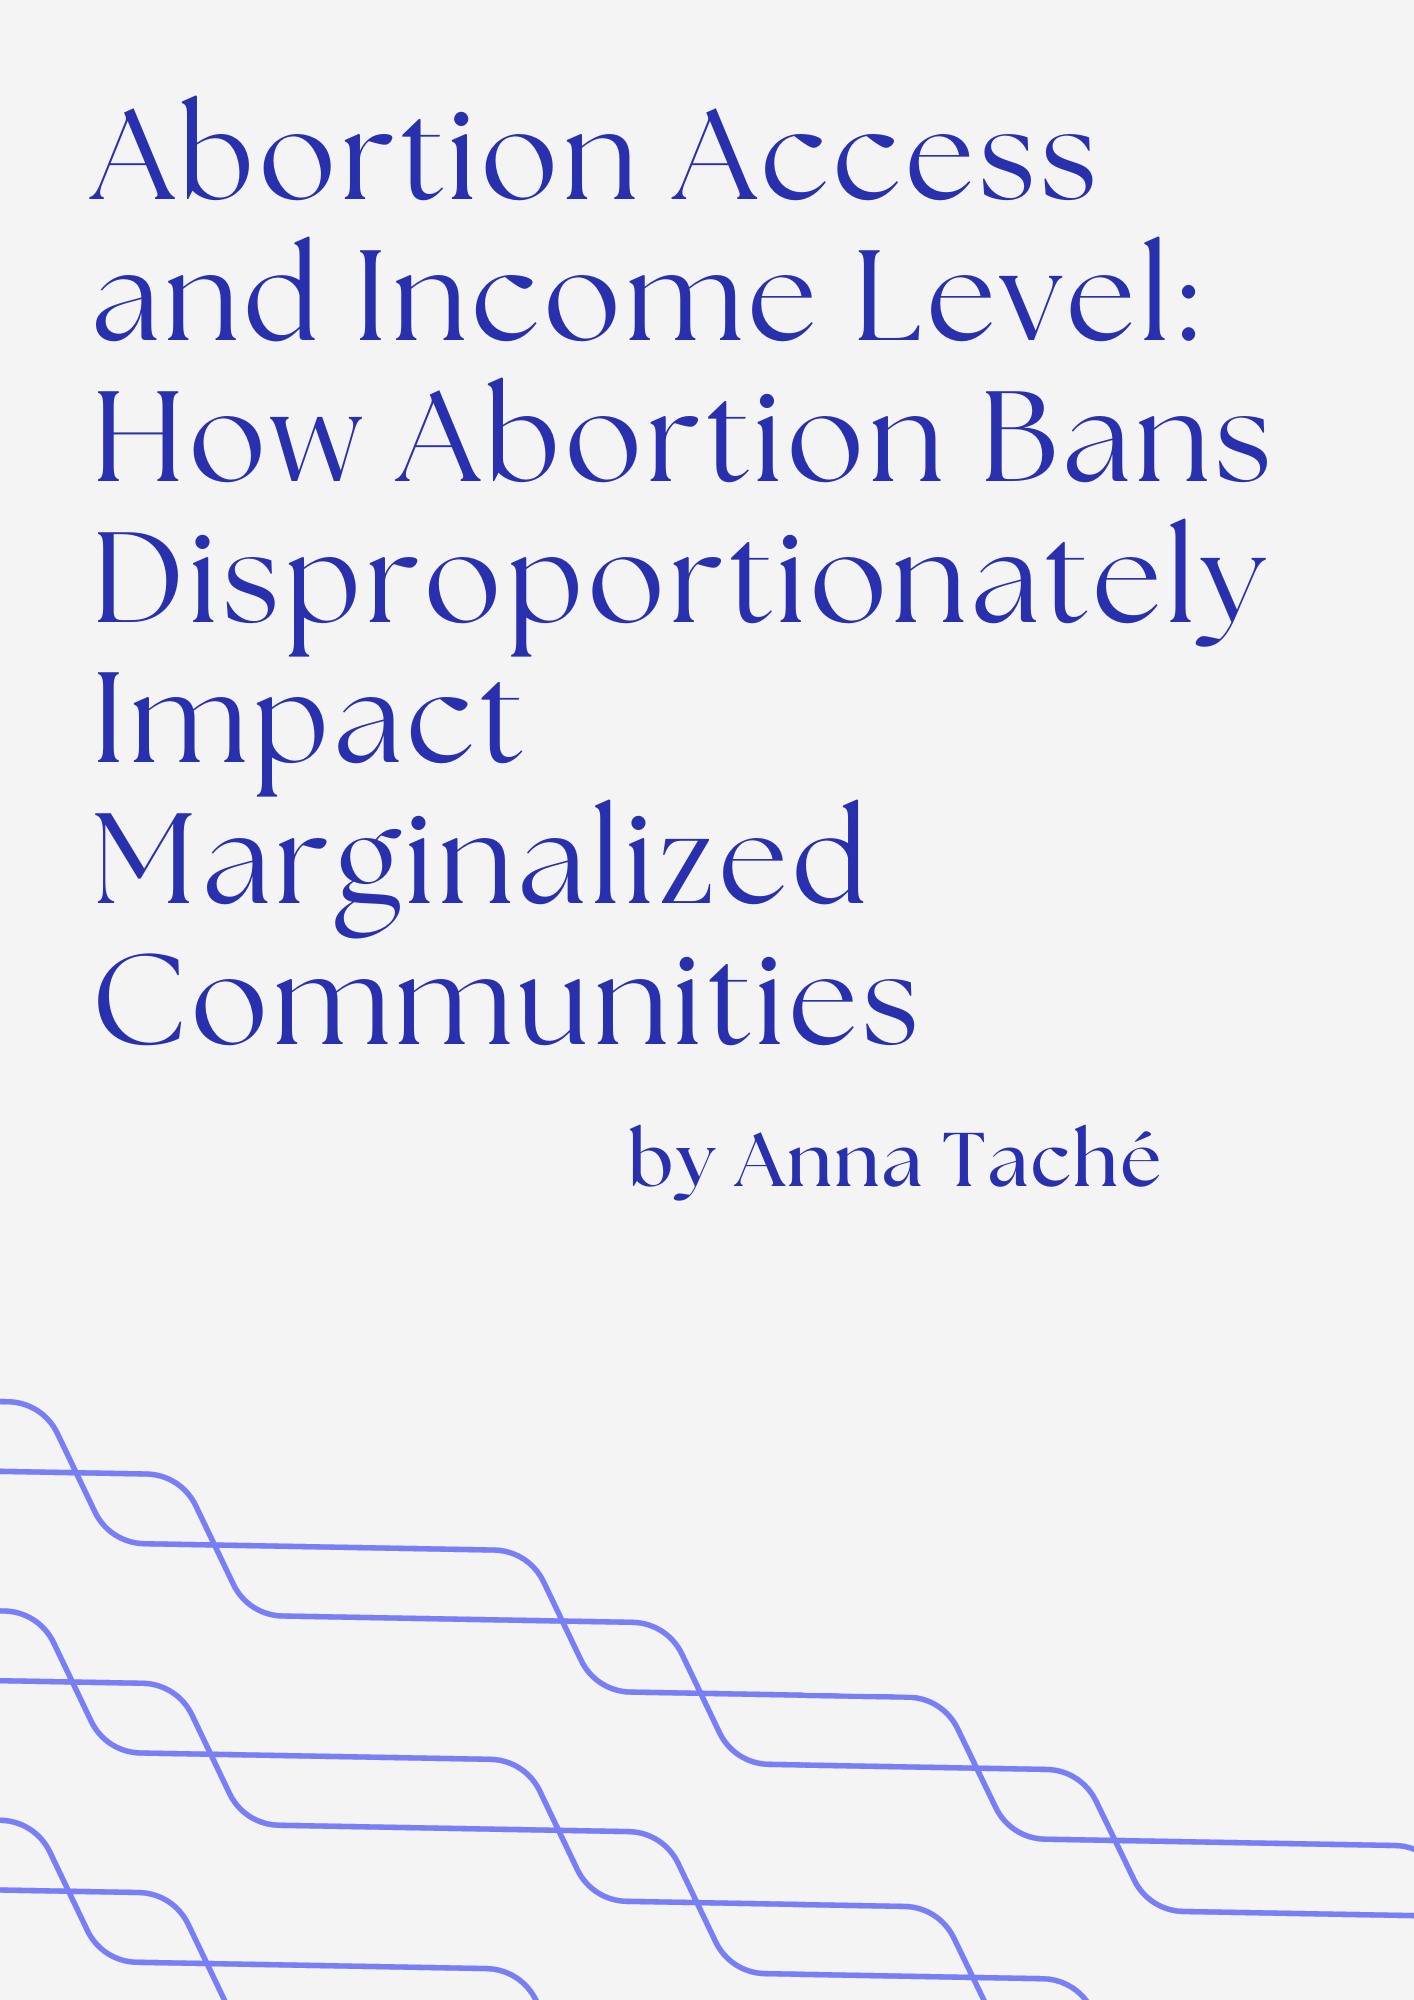 Abortion Access
and Income Level:
How Abortion Bans
Disproportionately
Impact
Marginalized
Communities
by Anna Taché